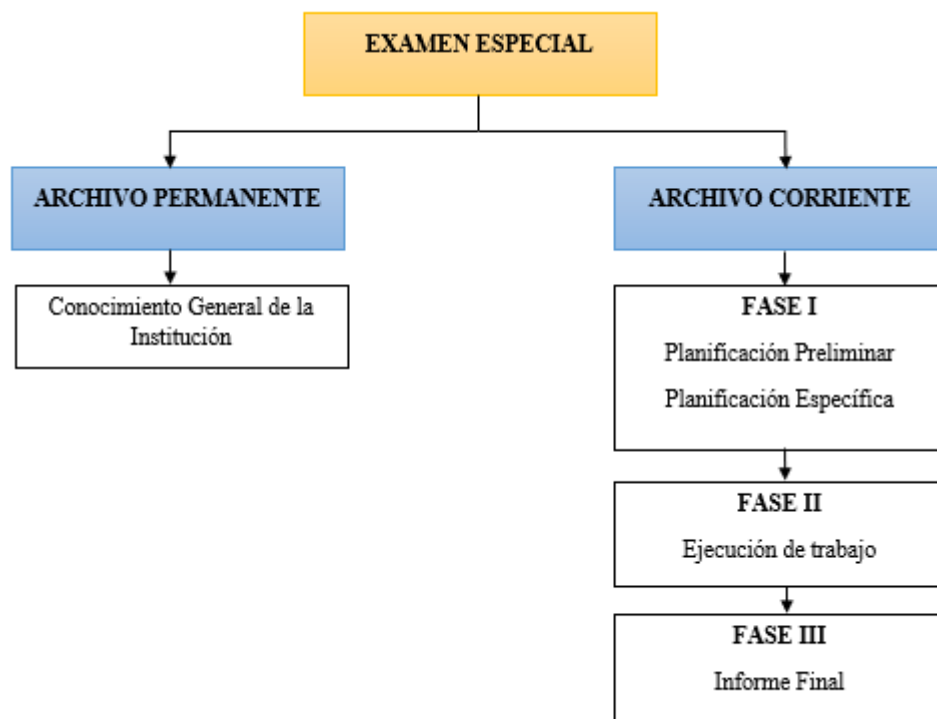 EXAMEN ESPECIAL
ARCHIVO PERMANENTE
Conocimiento General de la
Institución
ARCHIVO CORRIENTE
FASE I
Planificación Preliminar
Planificación Específica
FASE II
Ejecución de trabajo
FASE III
Informe Final